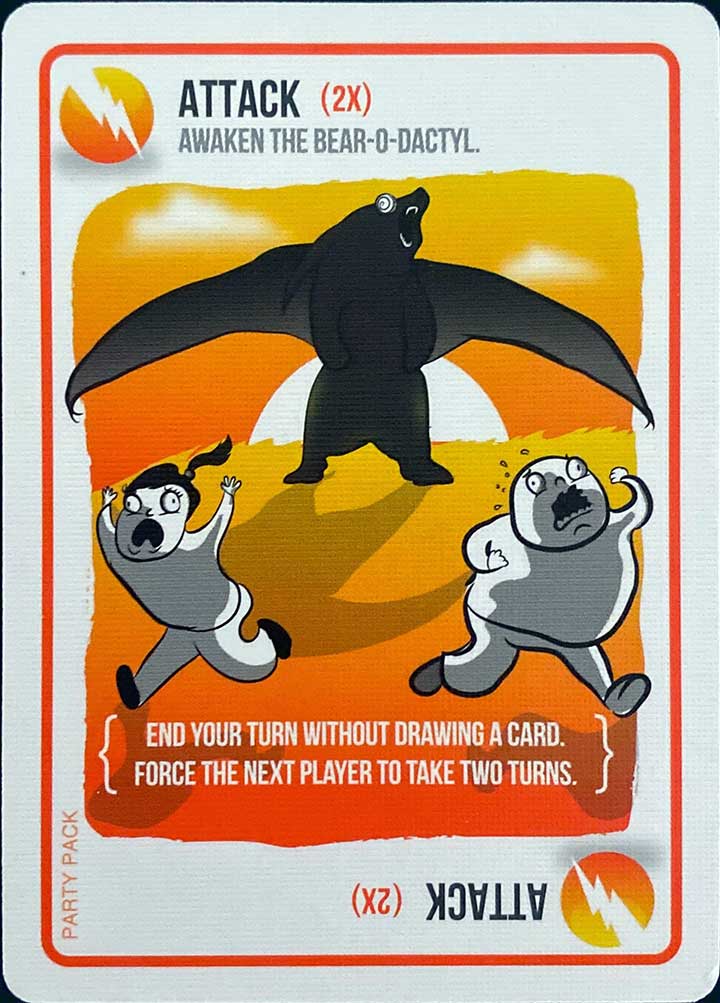 ATTACK (2X)
AWAKEN THE BEAR-O-DACTYL.
{ END YOUR TURN WITHOUT DRAWING A CARD.
FORCE THE NEXT PLAYER TO TAKE TWO TURNS. }
PARTY PACK
ATTACK (2X)